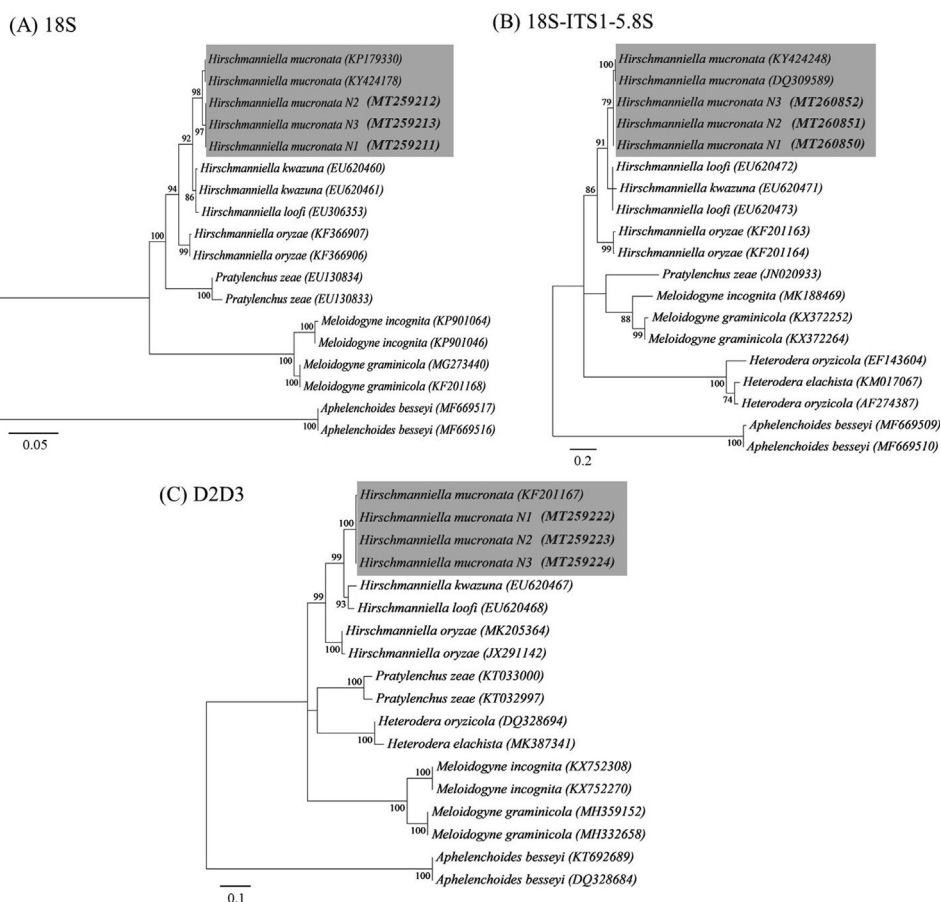 (A) 18S
Hirschmanniella mucronata (KP179330)
Hirschmanniella mucronata (KY424178)
98
Hirschmanniella mucronata N2 (MT259212)
Hirschmanniella mucronata N3 (MT259213)
97
92
Hirschmanniella mucronata N1 (MT259211)
Hirschmanniella kwazuna (EU620460)
94
Hirschmanniella kwazuna (EU620461)
86
Hirschmanniella loofi (EU306353)
100
Hirschmanniella oryzae (KF366907)
99
Hirschmanniella oryzae (KF366906)
Pratylenchus zeae (EU130834)
100
Pratylenchus zeae (EU130833)
Meloidogyne incognita (KP901064)
100
Meloidogyne incognita (KP901046)
Meloidogyne graminicola (MG273440)
100
Meloidogyne graminicola (KF201168)
Aphelenchoides besseyi (MF669517)
100
Aphelenchoides besseyi (MF669516)
0.05
(B) 18S-ITS1-5.8S
Hirschmanniella mucronata (KY424248)
100
Hirschmanniella mucronata (DQ309589)
79
Hirschmanniella mucronata N3 (MT260852)
Hirschmanniella mucronata N2 (MT260851)
91
Hirschmanniella mucronata N1 (MT260850)
Hirschmanniella loofi (EU620472)
86
Hirschmanniella kwazuna (EU620471)
Hirschmanniella loofi (EU620473)
Hirschmanniella oryzae (KF201163)
99
Hirschmanniella oryzae (KF201164)
Pratylenchus zeae (JN020933)
Meloidogyne incognita (MK188469)
88
Meloidogyne graminicola (KX372252)
99
Meloidogyne graminicola (KX372264)
Heterodera oryzicola (EF143604)
100
Heterodera elachista (KM017067)
74
Heterodera oryzicola (AF274387)
Aphelenchoides besseyi (MF669509)
100
Aphelenchoides besseyi (MF669510)
0.2
(C) D2D3
Hirschmanniella mucronata (KF201167)
Hirschmanniella mucronata N1 (MT259222)
100
Hirschmanniella mucronata N2 (MT259223)
99
Hirschmanniella mucronata N3 (MT259224)
Hirschmanniella kwazuna (EU620467)
99
93
Hirschmanniella loofi (EU620468)
Hirschmanniella oryzae (MK205364)
100
Hirschmanniella oryzae (JX291142)
Pratylenchus zeae (KT033000)
100
Pratylenchus zeae (KT032997)
Heterodera oryzicola (DQ328694)
100
Heterodera elachista (MK387341)
Meloidogyne incognita (KX752308)
100
Meloidogyne incognita (KX752270)
100
Meloidogyne graminicola (MH359152)
100
Meloidogyne graminicola (MH332658)
Aphelenchoides besseyi (KT692689)
100
Aphelenchoides besseyi (DQ328684)
0.1